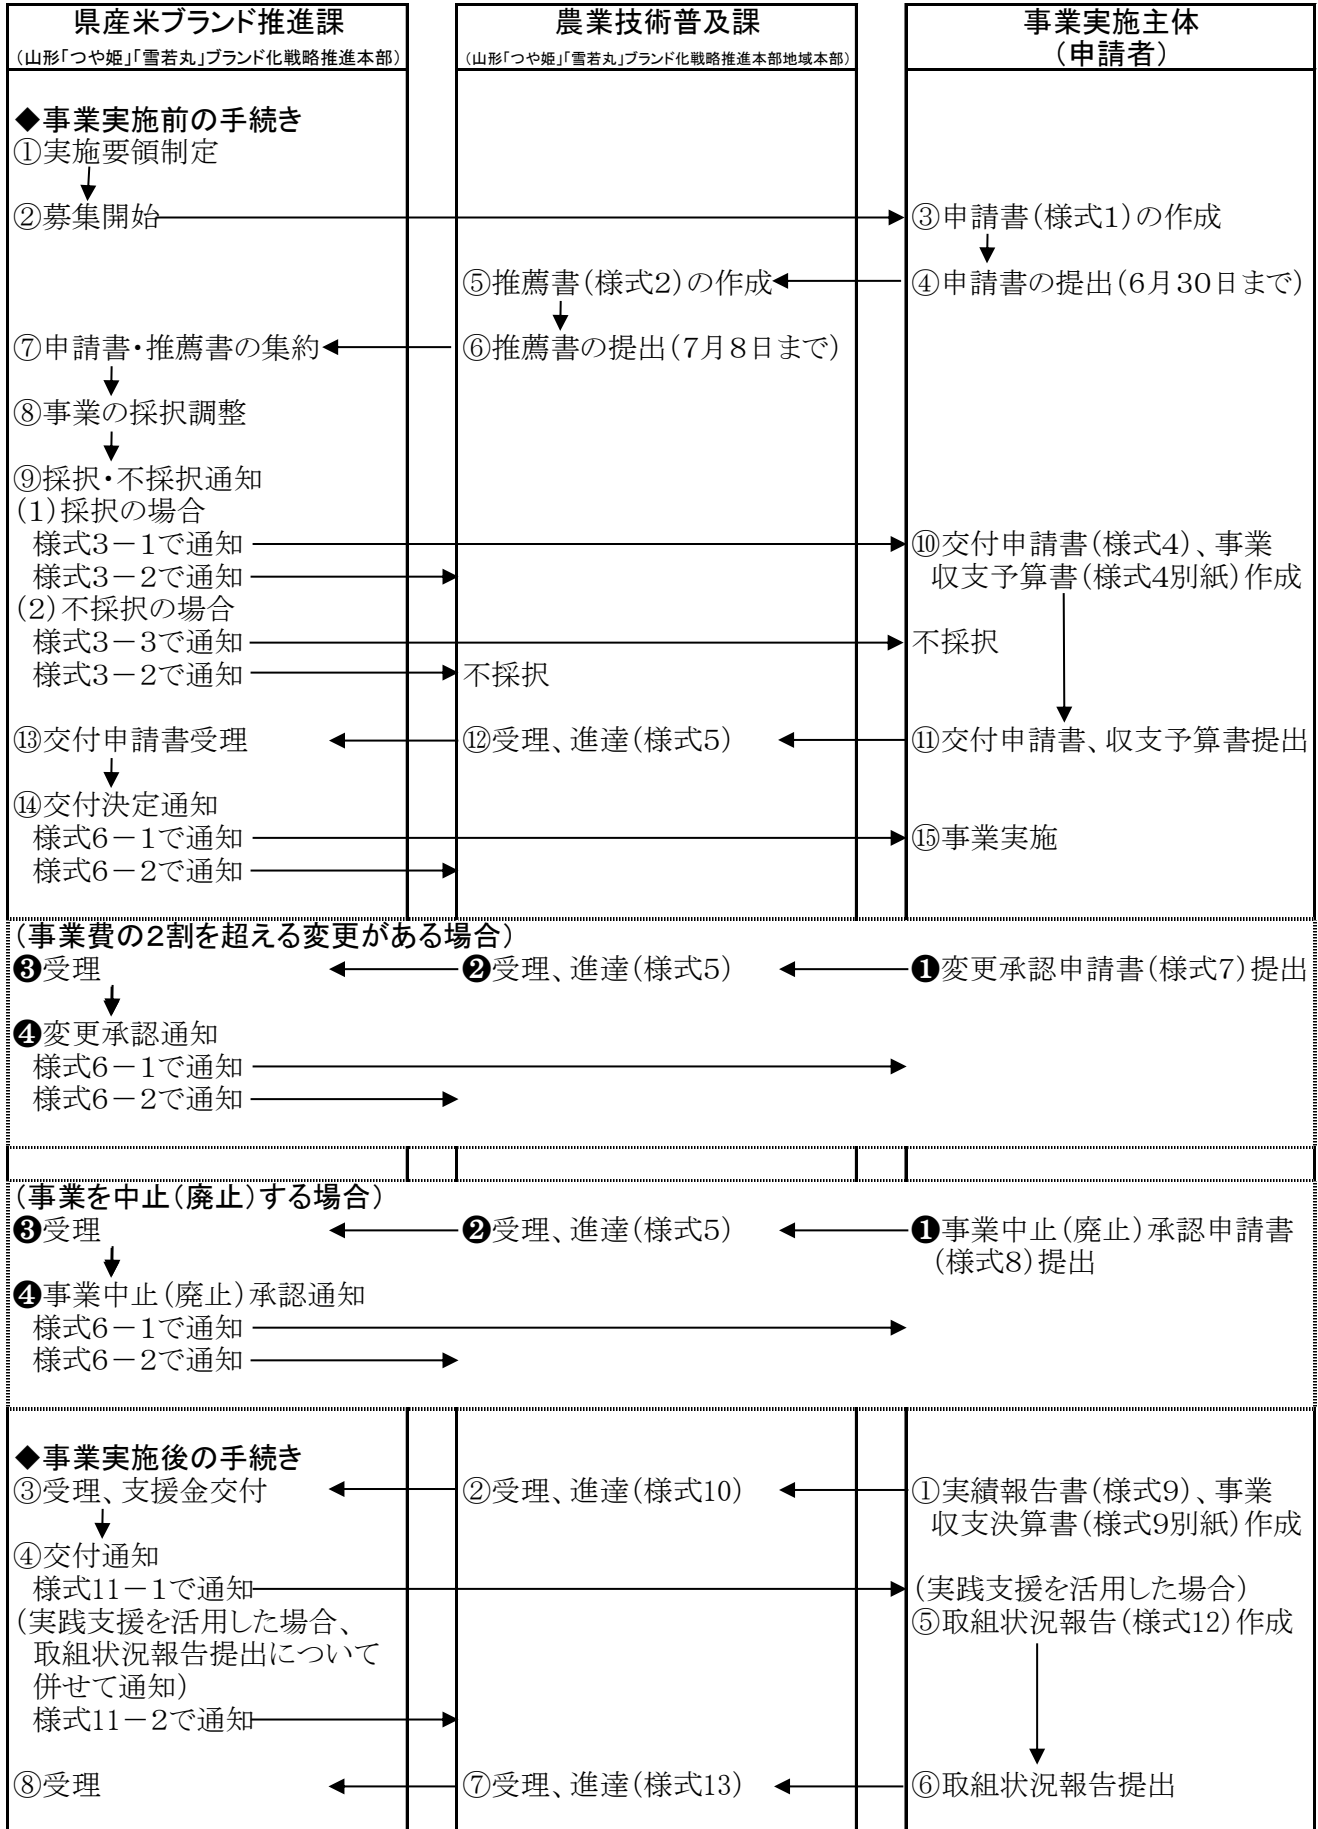 県産米ブランド推進課
(山形「つや姫」「雪若丸」ブランド化戦略推進本部)
農業技術普及課
(山形「つや姫」「雪若丸」ブランド化戦略推進本部地域本部)
事業実施主体
(申請者)
◆事業実施前の手続き
①実施要領制定
②募集開始
③申請書(様式1)の作成
⑤推薦書(様式2)の作成
④申請書の提出(6月30日まで)
⑦申請書・推薦書の集約
⑥推薦書の提出(7月8日まで)
⑧事業の採択調整
⑨採択・不採択通知
(1)採択の場合
様式3-1で通知
⑩交付申請書(様式4)、事業
様式3-2で通知
収支予算書(様式4別紙)作成
(2)不採択の場合
様式3-3で通知
不採択
様式3-2で通知
不採択
⑬交付申請書受理
⑫受理、進達(様式5)
⑪交付申請書、収支予算書提出
⑭交付決定通知
様式6-1で通知
⑮事業実施
様式6-2で通知
(事業費の2割を超える変更がある場合)
❸受理
❷受理、進達(様式5)
❶変更承認申請書(様式7)提出
❹変更承認通知
様式6-1で通知
様式6-2で通知
(事業を中止(廃止)する場合)
❸受理
❷受理、進達(様式5)
❶事業中止(廃止)承認申請書
(様式8)提出
❹事業中止(廃止)承認通知
様式6-1で通知
様式6-2で通知
◆事業実施後の手続き
③受理、支援金交付
②受理、進達(様式10)
①実績報告書(様式9)、事業
収支決算書(様式9別紙)作成
④交付通知
様式11-1で通知
(実践支援を活用した場合)
(実践支援を活用した場合、
⑤取組状況報告(様式12)作成
取組状況報告提出について
併せて通知)
様式11-2で通知
⑧受理
⑦受理、進達(様式13)
⑥取組状況報告提出